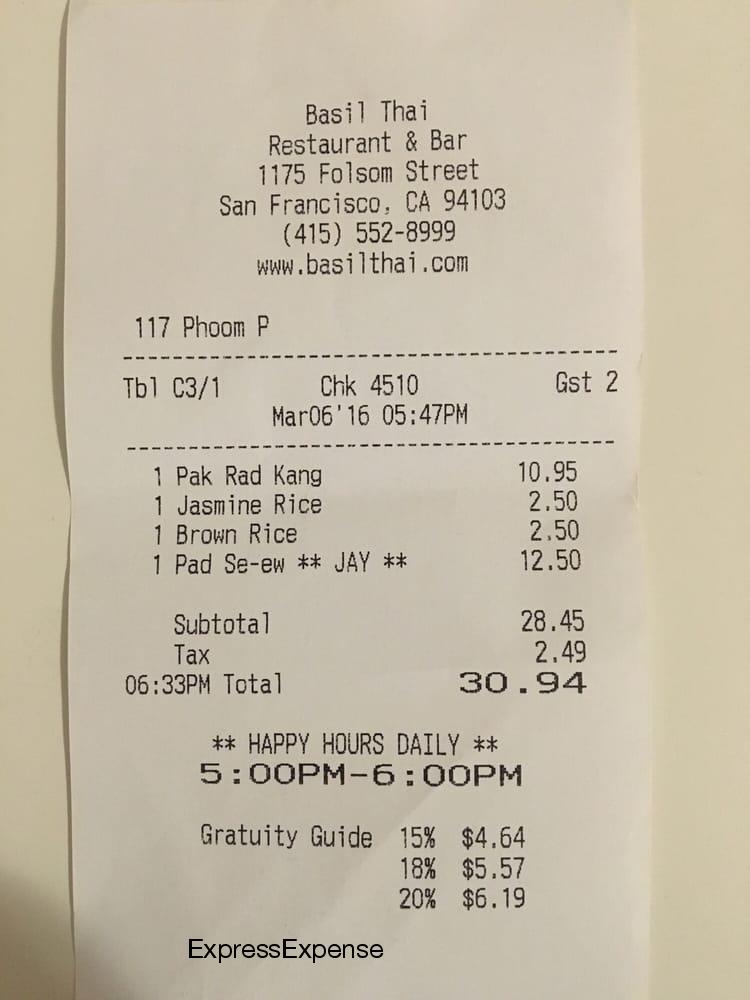 Basil Thai
Restaurant & Bar
1175 Folsom Street
San Francisco, CA 94103
(415) 552-8999
www.basilthai.com
117 Phoom P
Tbl C3/1 Chk 4510 Gst 2
Mar06'16 05:47PM
1 Pak Rad Kang 10.95
1 Jasmine Rice 2.50
1 Brown Rice 2.50
1 Pad Se-ew ** JAY ** 12.50
Subtotal 28.45
Tax 2.49
06:33PM Total 30.94
** HAPPY HOURS DAILY **
5:00PM-6:00PM
Gratuity Guide 15% $4.64
18% $5.57
20% $6.19
ExpressExpense